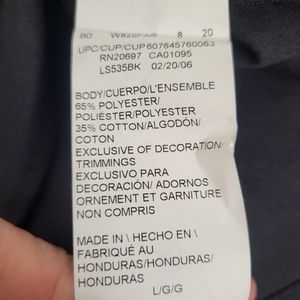 80 8 20
UPC/CUP/CUP 607645760063
RN20697 CA01095
LS535BK 02/20/06
BODY/CUERPO/L'ENSEMBLE
65% POLYESTER/
POLIÉSTER/POLYESTER
35% COTTON/ALGODÓN/
COTON
EXCLUSIVE OF DECORATION/
TRIMMINGS
EXCLUSIVO PARA
DECORACIÓN/ ADORNOS
ORNEMENT ET GARNITURE
NON COMPRIS
MADE IN \ HECHO EN \
FABRIQUÉ AU
HONDURAS/HONDURAS/
HONDURAS
L/G/G